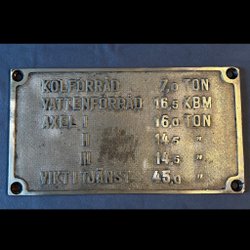 KOLFÖRRÅD 7,0 TON
VATTENFÖRRÅD 16,5 KBM
AXEL I 16,0 TON
II 14,5 "
III 14,5 "
VIKT I TJÄNST. 45,0 "